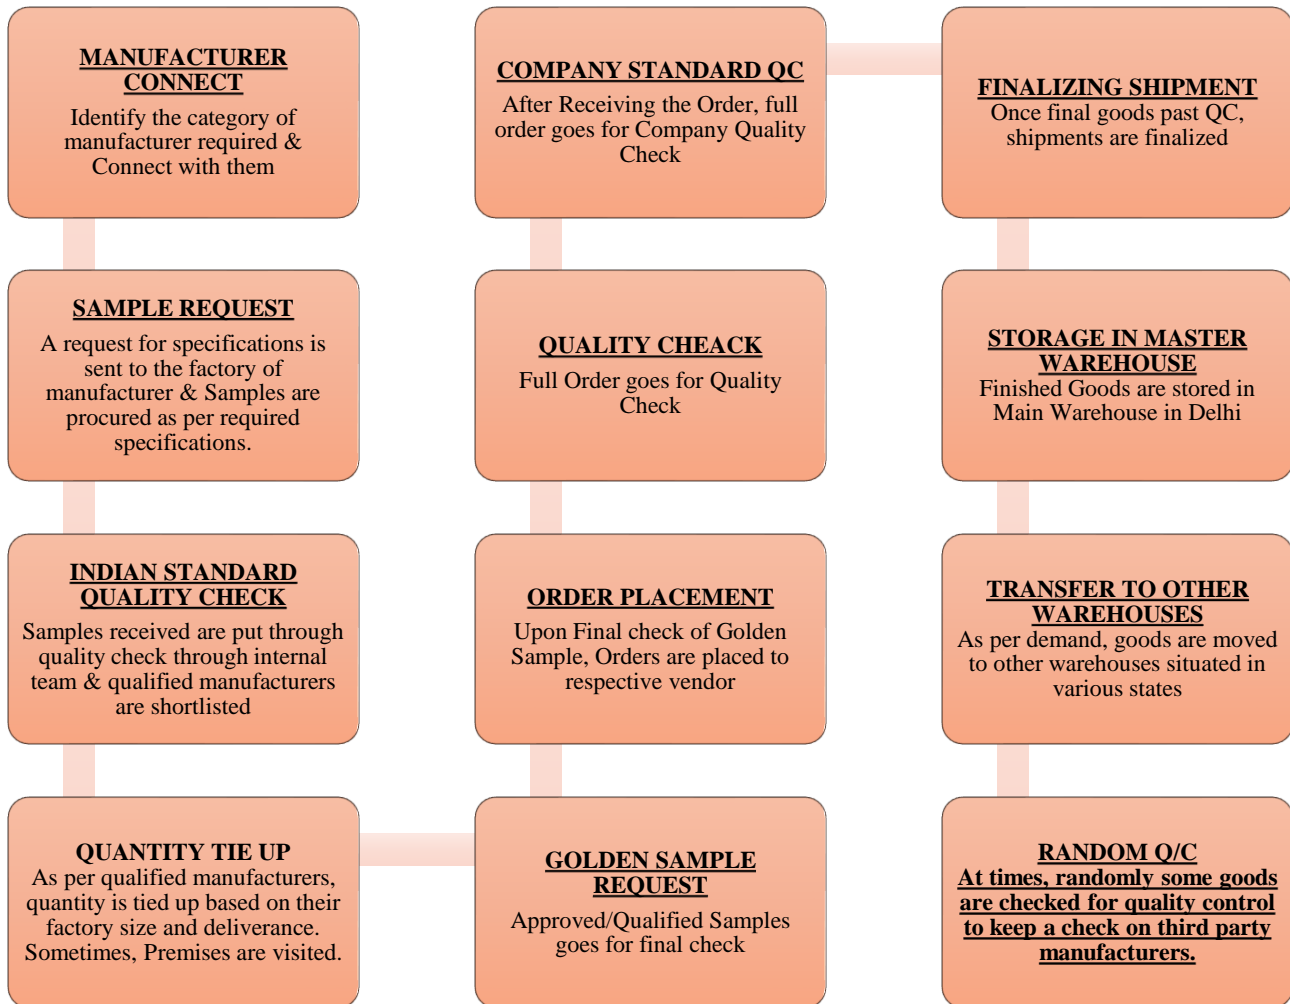 MANUFACTURER
CONNECT
Identify the category of
manufacturer required &
Connect with them
SAMPLE REQUEST
A request for specifications is
sent to the factory of
manufacturer & Samples are
procured as per required
specifications.
INDIAN STANDARD
QUALITY CHECK
Samples received are put through
quality check through internal
team & qualified manufacturers
are shortlisted
QUANTITY TIE UP
As per qualified manufacturers,
quantity is tied up based on their
factory size and deliverance.
Sometimes, Premises are visited.
GOLDEN SAMPLE
REQUEST
Approved/Qualified Samples
goes for final check
ORDER PLACEMENT
Upon Final check of Golden
Sample, Orders are placed to
respective vendor
QUALITY CHEACK
Full Order goes for Quality
Check
COMPANY STANDARD QC
After Receiving the Order, full
order goes for Company Quality
Check
FINALIZING SHIPMENT
Once final goods past QC,
shipments are finalized
STORAGE IN MASTER
WAREHOUSE
Finished Goods are stored in
Main Warehouse in Delhi
TRANSFER TO OTHER
WAREHOUSES
As per demand, goods are moved
to other warehouses situated in
various states
RANDOM Q/C
At times, randomly some goods
are checked for quality control
to keep a check on third party
manufacturers.